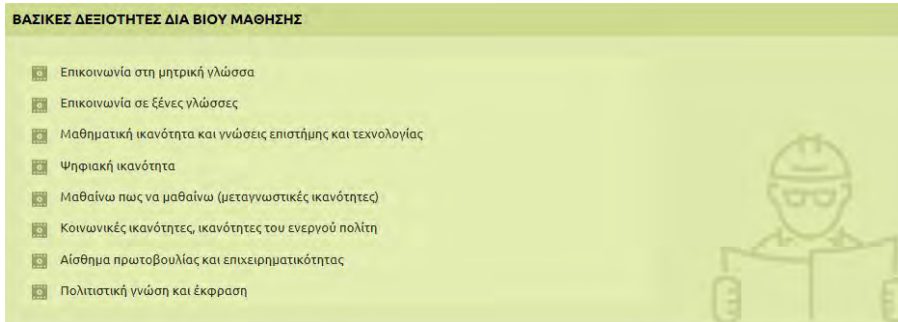 ΒΑΣΙΚΕΣ ΔΕΞΙΟΤΗΤΕΣ ΔΙΑ ΒΙΟΥ ΜΑΘΗΣΗΣ
Επικοινωνία στη μητρική γλώσσα
Επικοινωνία σε ξένες γλώσσες
Μαθηματική ικανότητα και γνώσεις επιστήμης και τεχνολογίας
Ψηφιακή ικανότητα
Μαθαίνω πως να μαθαίνω (μεταγνωστικές ικανότητες)
Κοινωνικές ικανότητες, ικανότητες του ενεργού πολίτη
Αίσθημα πρωτοβουλίας και επιχειρηματικότητας
Πολιτιστική γνώση και έκφραση